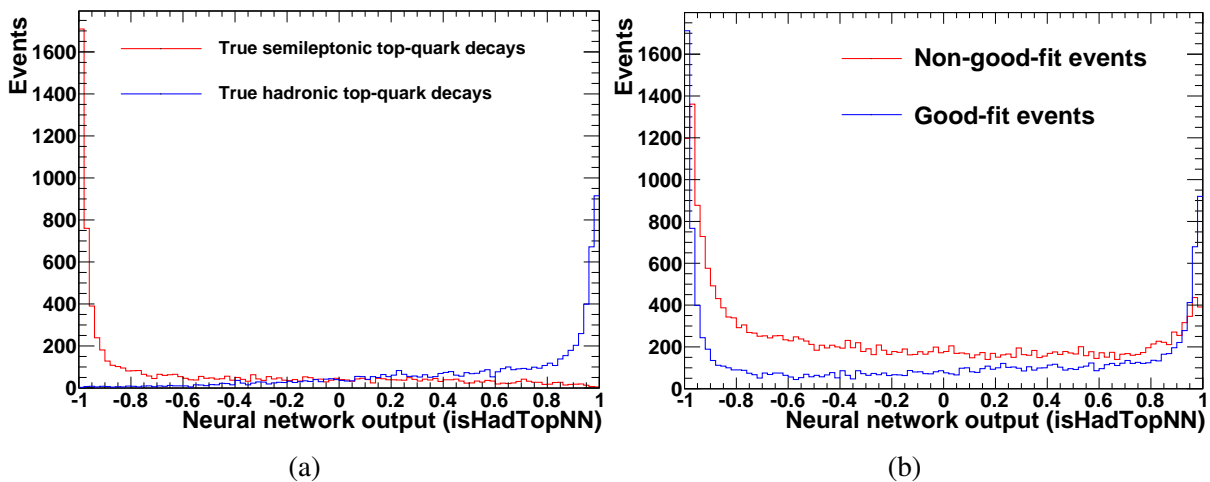 Events
1600
1400
1200
1000
800
600
400
200
0
True semileptonic top-quark decays
True hadronic top-quark decays
-1 -0.8 -0.6 -0.4 -0.2 0 0.2 0.4 0.6 0.8 1
Neural network output (isHadTopNN)
(a)
Events
1600
1400
1200
1000
800
600
400
200
0
Non-good-fit events
Good-fit events
-1 -0.8 -0.6 -0.4 -0.2 0 0.2 0.4 0.6 0.8 1
Neural network output (isHadTopNN)
(b)